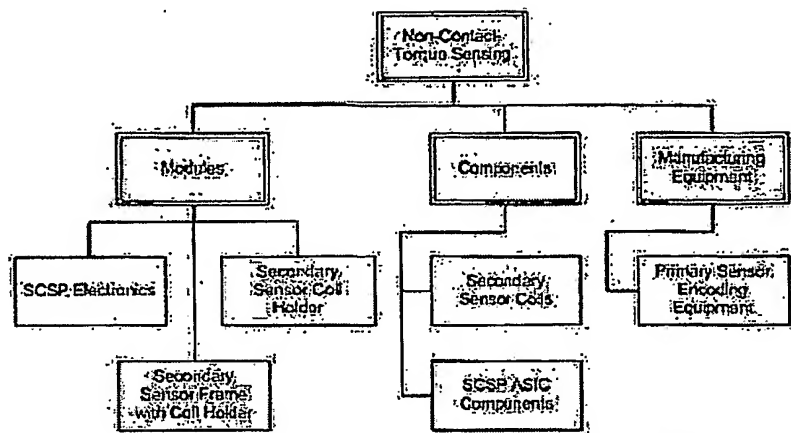 Non-Contact
Torque Sensing
Modules
Components
Manufacturing
Equipment
SCSP Electronics
Secondary
Sensor Coil
Holder
Secondary
Sensor Coils
Primary Sensor
Encoding
Equipment
Secondary
Sensor Frame
with Coil Holder
SCSP ASIC
Components